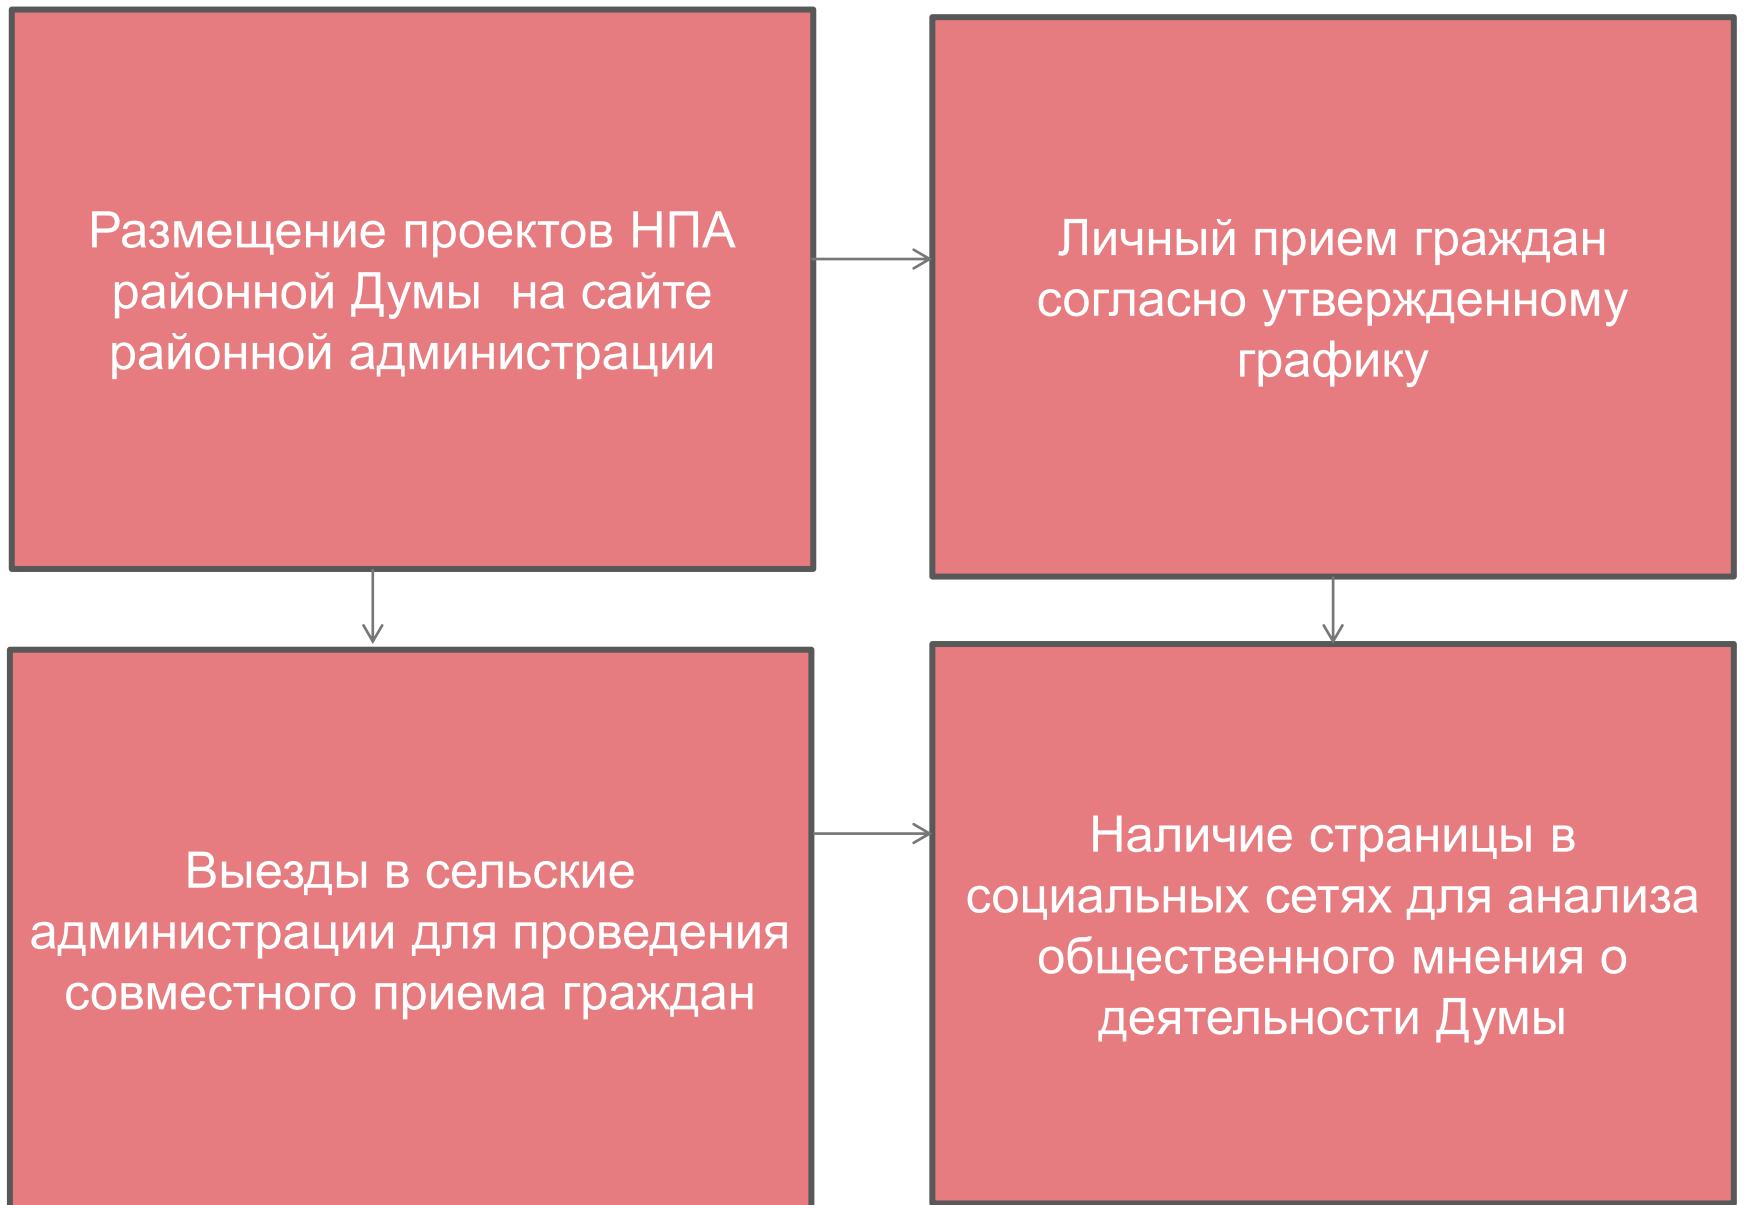 Размещение проектов НПА
районной Думы  на сайте
районной администрации
Личный прием граждан
согласно утвержденному
графику
Выезды в сельские
администрации для проведения
совместного приема граждан
Наличие страницы в
социальных сетях для анализа
общественного мнения о
деятельности Думы